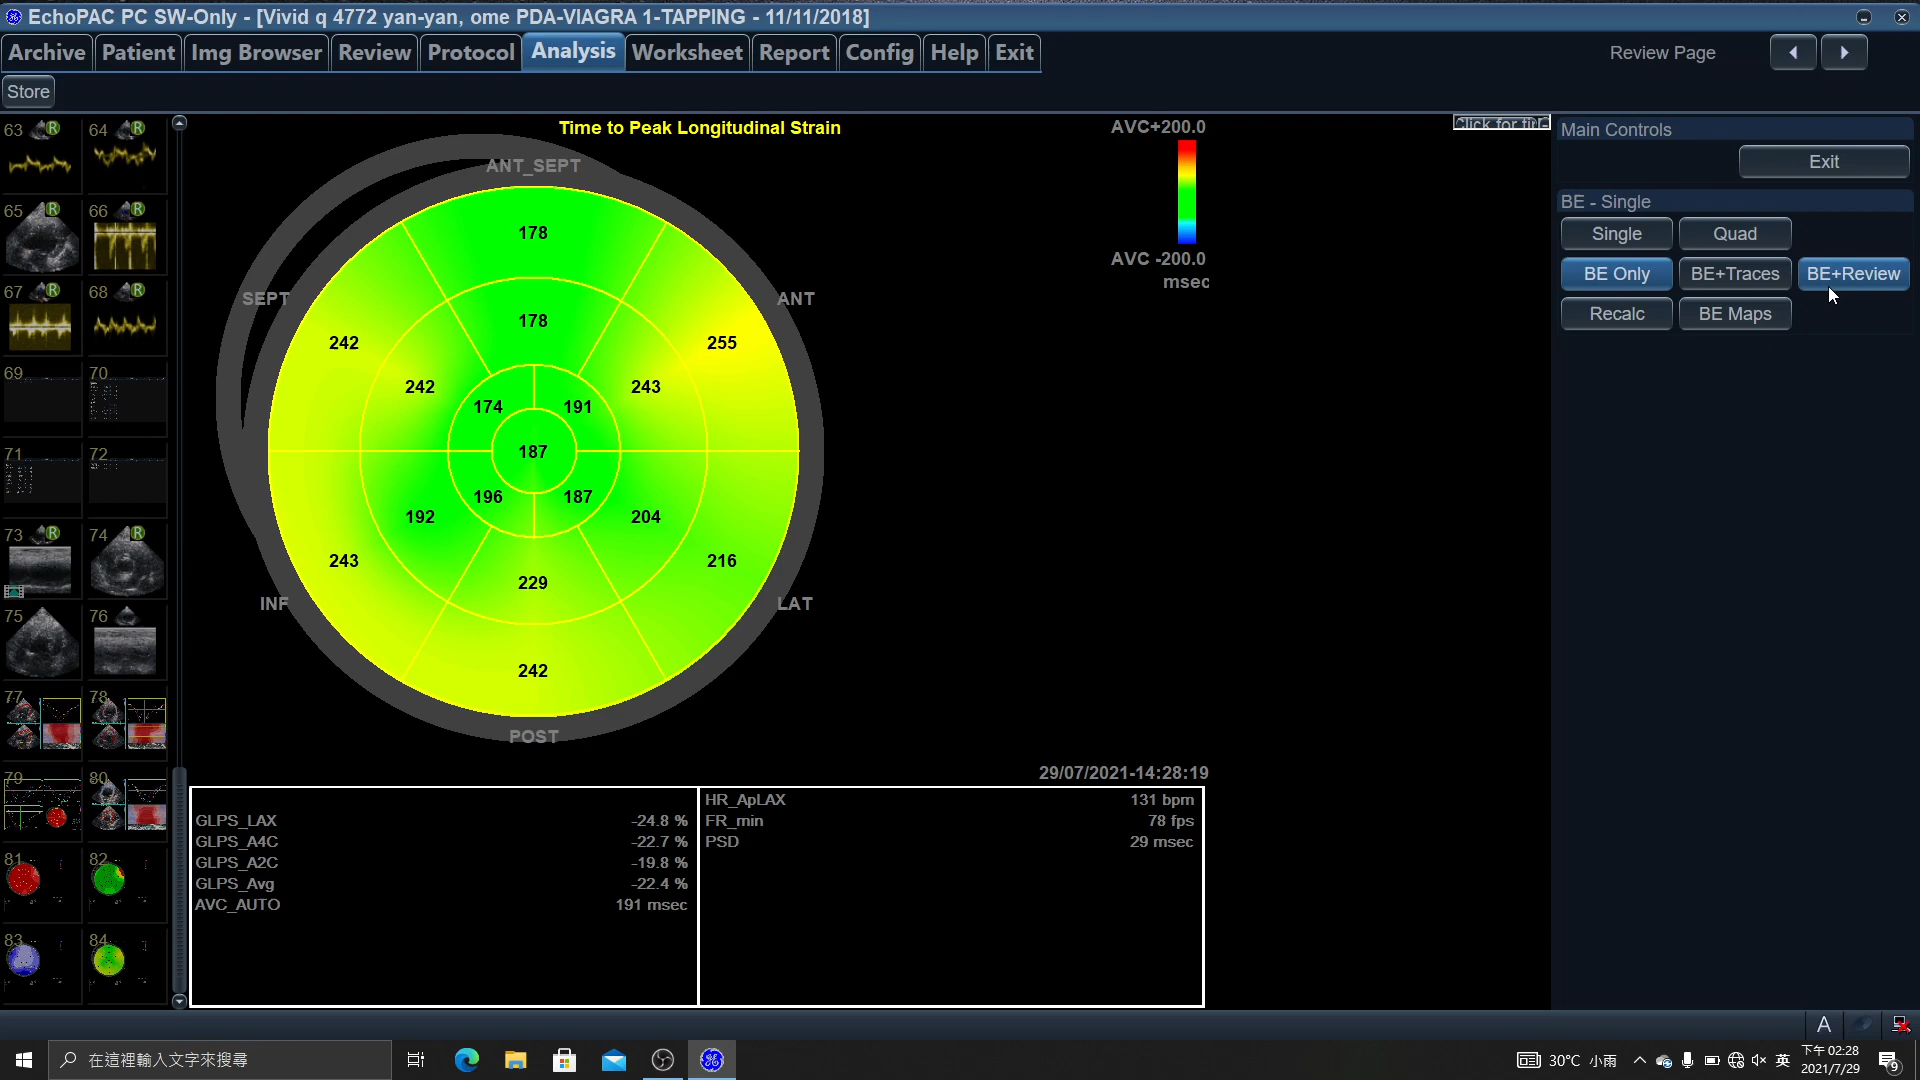 EchoPAC PC SW-Only - [Vivid q 4772 yan-yan, ome PDA-VIAGRA 1-TAPPING - 11/11/2018]
Archive Patient Img Browser Review Protocol Analysis Worksheet Report Config Help Exit
Review Page
Store
63 R 64 R
65 R 66 R
67 R 68 R
69 70
71 72
73 R 74 R
75 76
77 78
79 80
81 82
83 84
Time to Peak Longitudinal Strain
ANT_SEPT
SEPT
ANT
INF
LAT
POST
178
178
242
255
242
243
174
191
187
196
187
192
204
243
216
229
242
AVC+200.0
AVC -200.0
msec
29/07/2021-14:28:19
GLPS_LAX -24.8 %
GLPS_A4C -22.7 %
GLPS_A2C -19.8 %
GLPS_Avg -22.4 %
AVC_AUTO 191 msec
HR_ApLAX 131 bpm
FR_min 78 fps
PSD 29 msec
Main Controls
Exit
BE - Single
Single Quad
BE Only BE+Traces BE+Review
Recalc BE Maps
A
在這裡輸入文字來搜尋
30°C 小雨
英
下午 02:28
2021/7/29
9